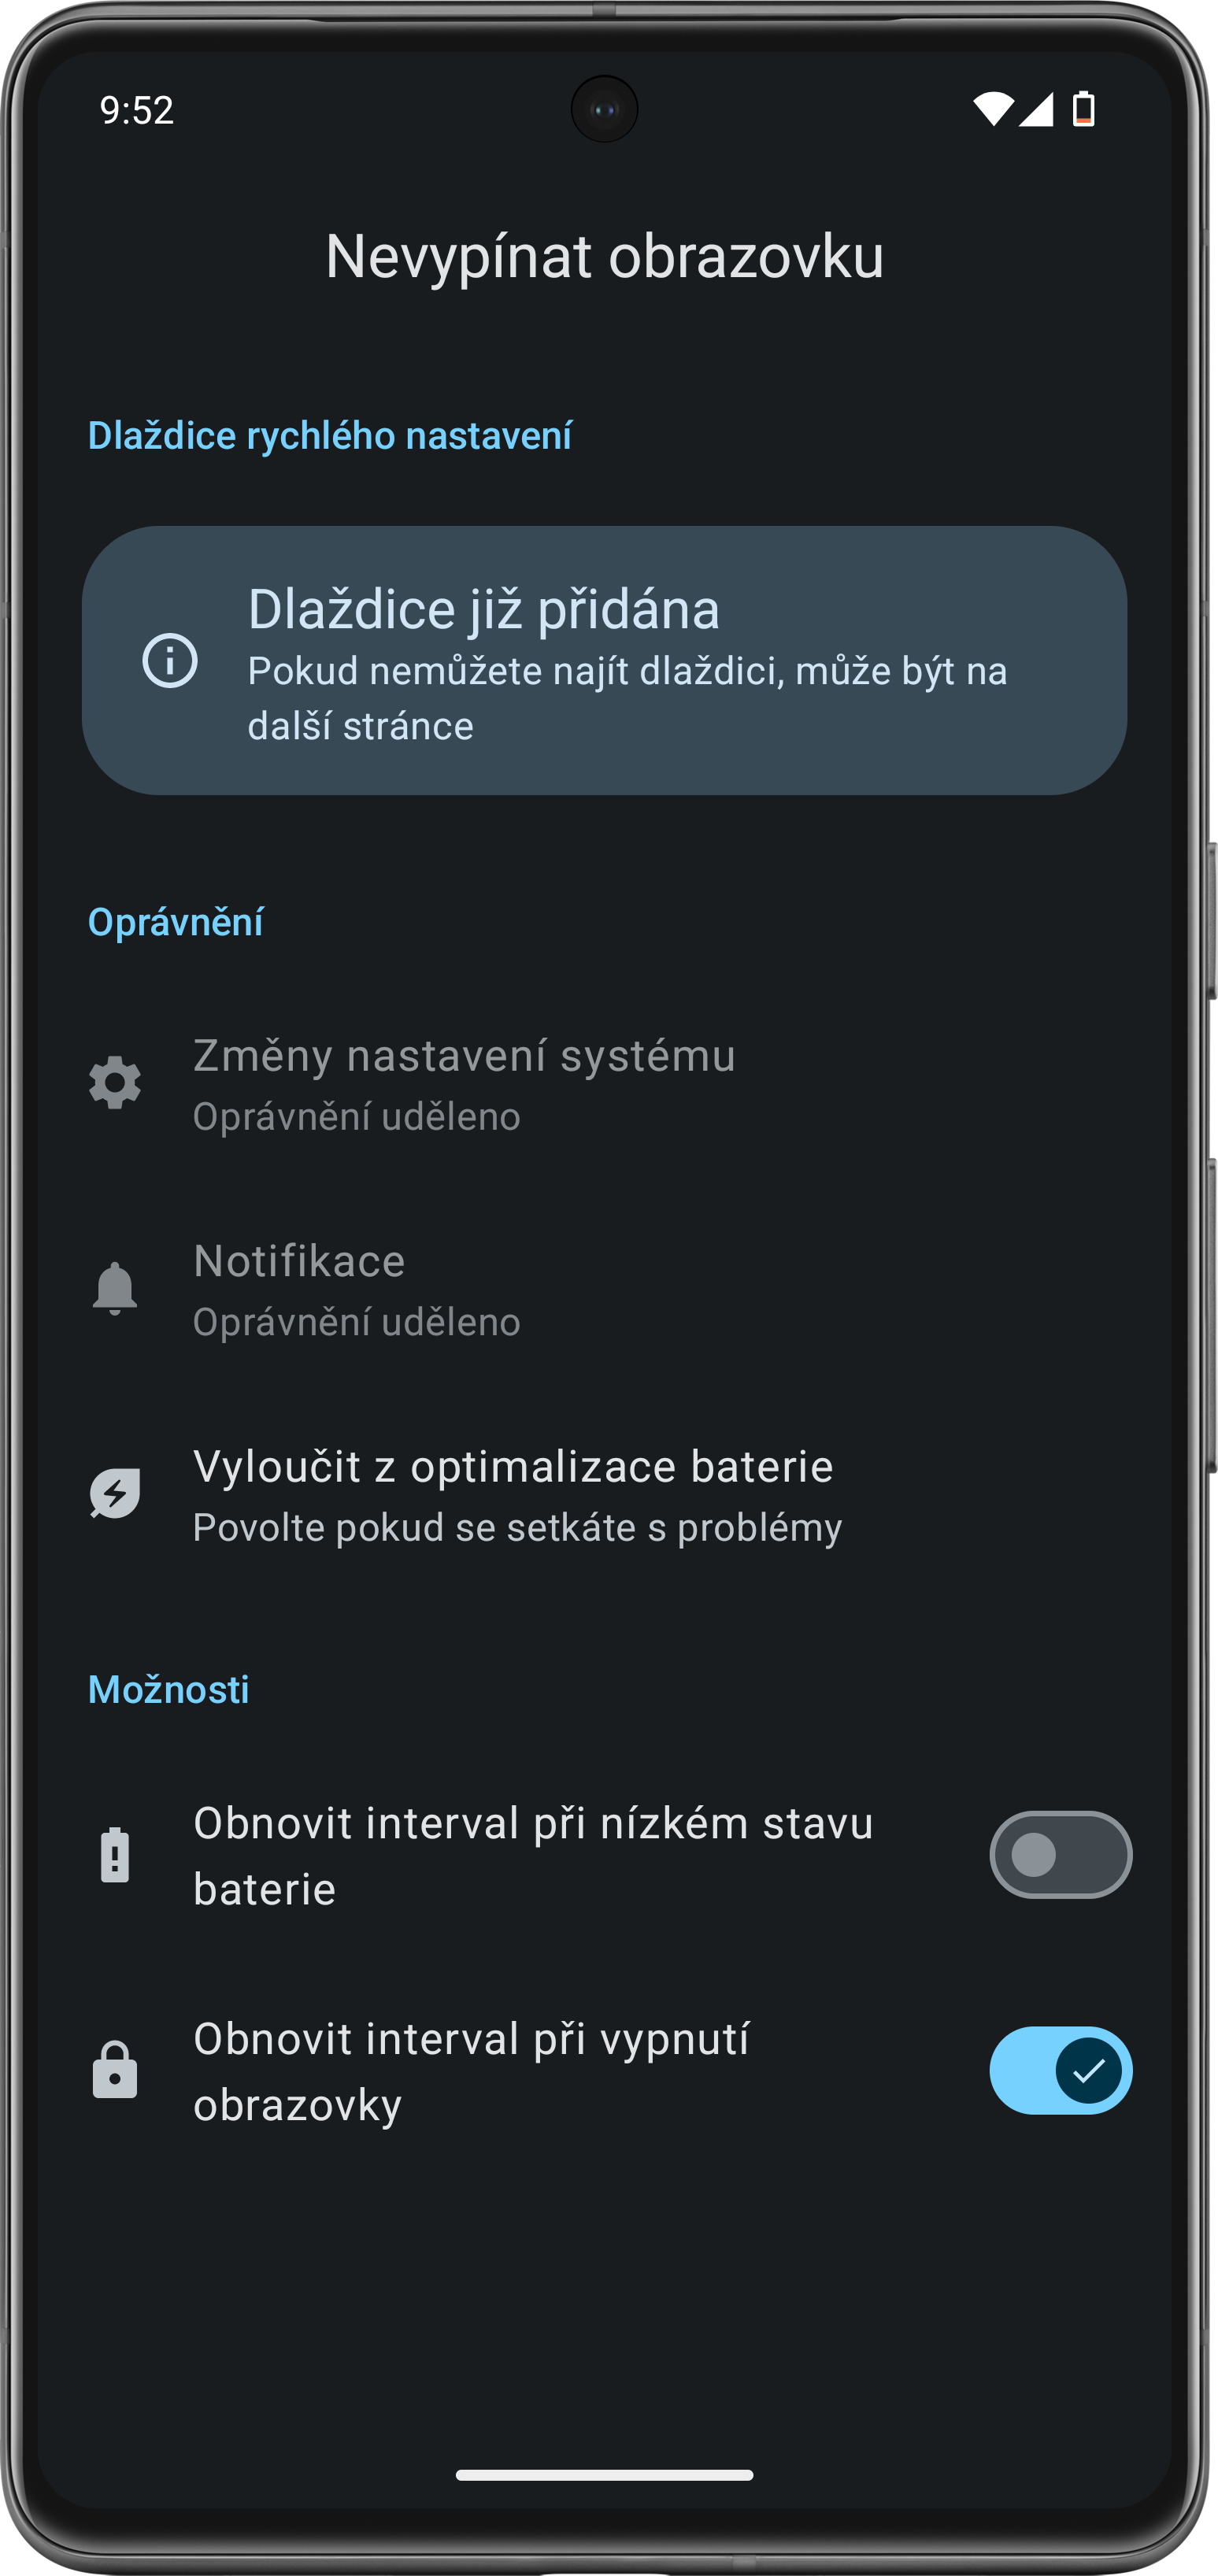 9:52
Nevypínat obrazovku
Dlaždice rychlého nastavení
Dlaždice již přidána
Pokud nemůžete najít dlaždici, může být na
další stránce
Oprávnění
Změny nastavení systému
Oprávnění uděleno
Notifikace
Oprávnění uděleno
Vyloučit z optimalizace baterie
Povolte pokud se setkáte s problémy
Možnosti
Obnovit interval při nízkém stavu
baterie
Obnovit interval při vypnutí
obrazovky